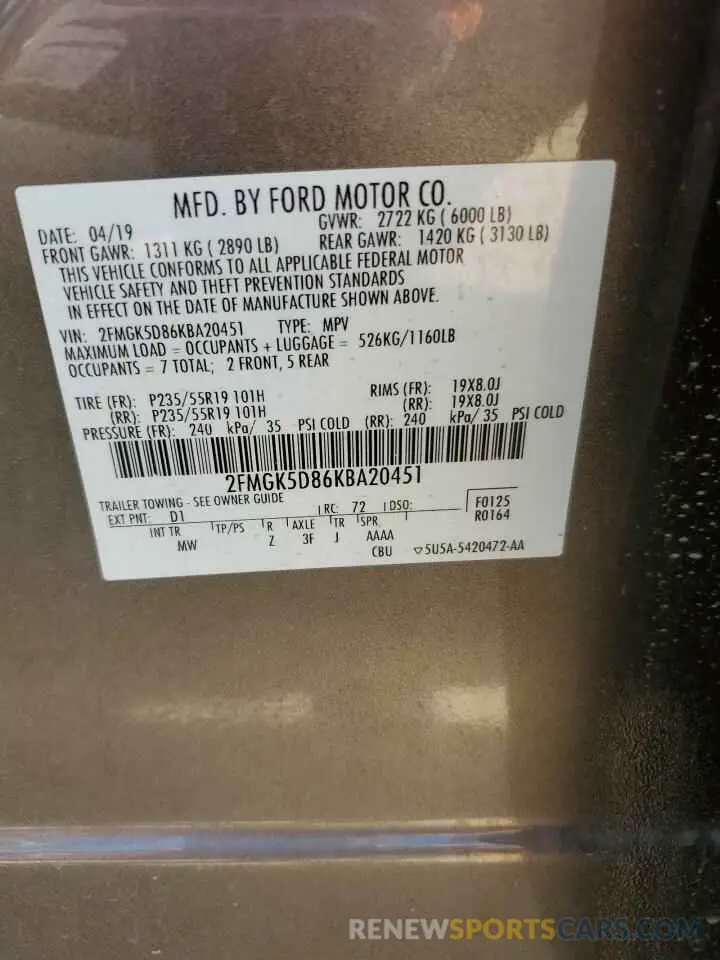 MFD. BY FORD MOTOR CO.
DATE: 04/19 GVWR: 2722 KG ( 6000 LB)
FRONT GAWR: 1311 KG ( 2890 LB) REAR GAWR: 1420 KG ( 3130 LB)
THIS VEHICLE CONFORMS TO ALL APPLICABLE FEDERAL MOTOR
VEHICLE SAFETY AND THEFT PREVENTION STANDARDS
IN EFFECT ON THE DATE OF MANUFACTURE SHOWN ABOVE.
VIN: 2FMGK5D86KBA20451 TYPE: MPV
MAXIMUM LOAD = OCCUPANTS + LUGGAGE = 526KG/1160LB
OCCUPANTS = 7 TOTAL; 2 FRONT, 5 REAR
TIRE (FR): P235/55R19 101H RIMS (FR): 19X8.0J
(RR): P235/55R19 101H (RR): 19X8.0J
PRESSURE (FR): 240 kPa/ 35 PSI COLD (RR): 240 kPa/ 35 PSI COLD
2FMGK5D86KBA20451
TRAILER TOWING - SEE OWNER GUIDE
EXT PNT: D1 RC: 72 DSO: F0125
R0164
INT TR TP/PS R AXLE TR SPR
MW Z 3F J AAAA
CBU ▽5U5A-5420472-AA
RENEWSPORTSCARS.COM